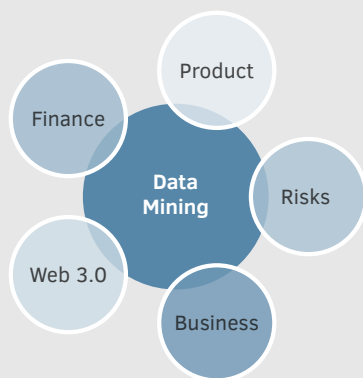 Product
Finance
Data
Mining
Risks
Web 3.0
Business